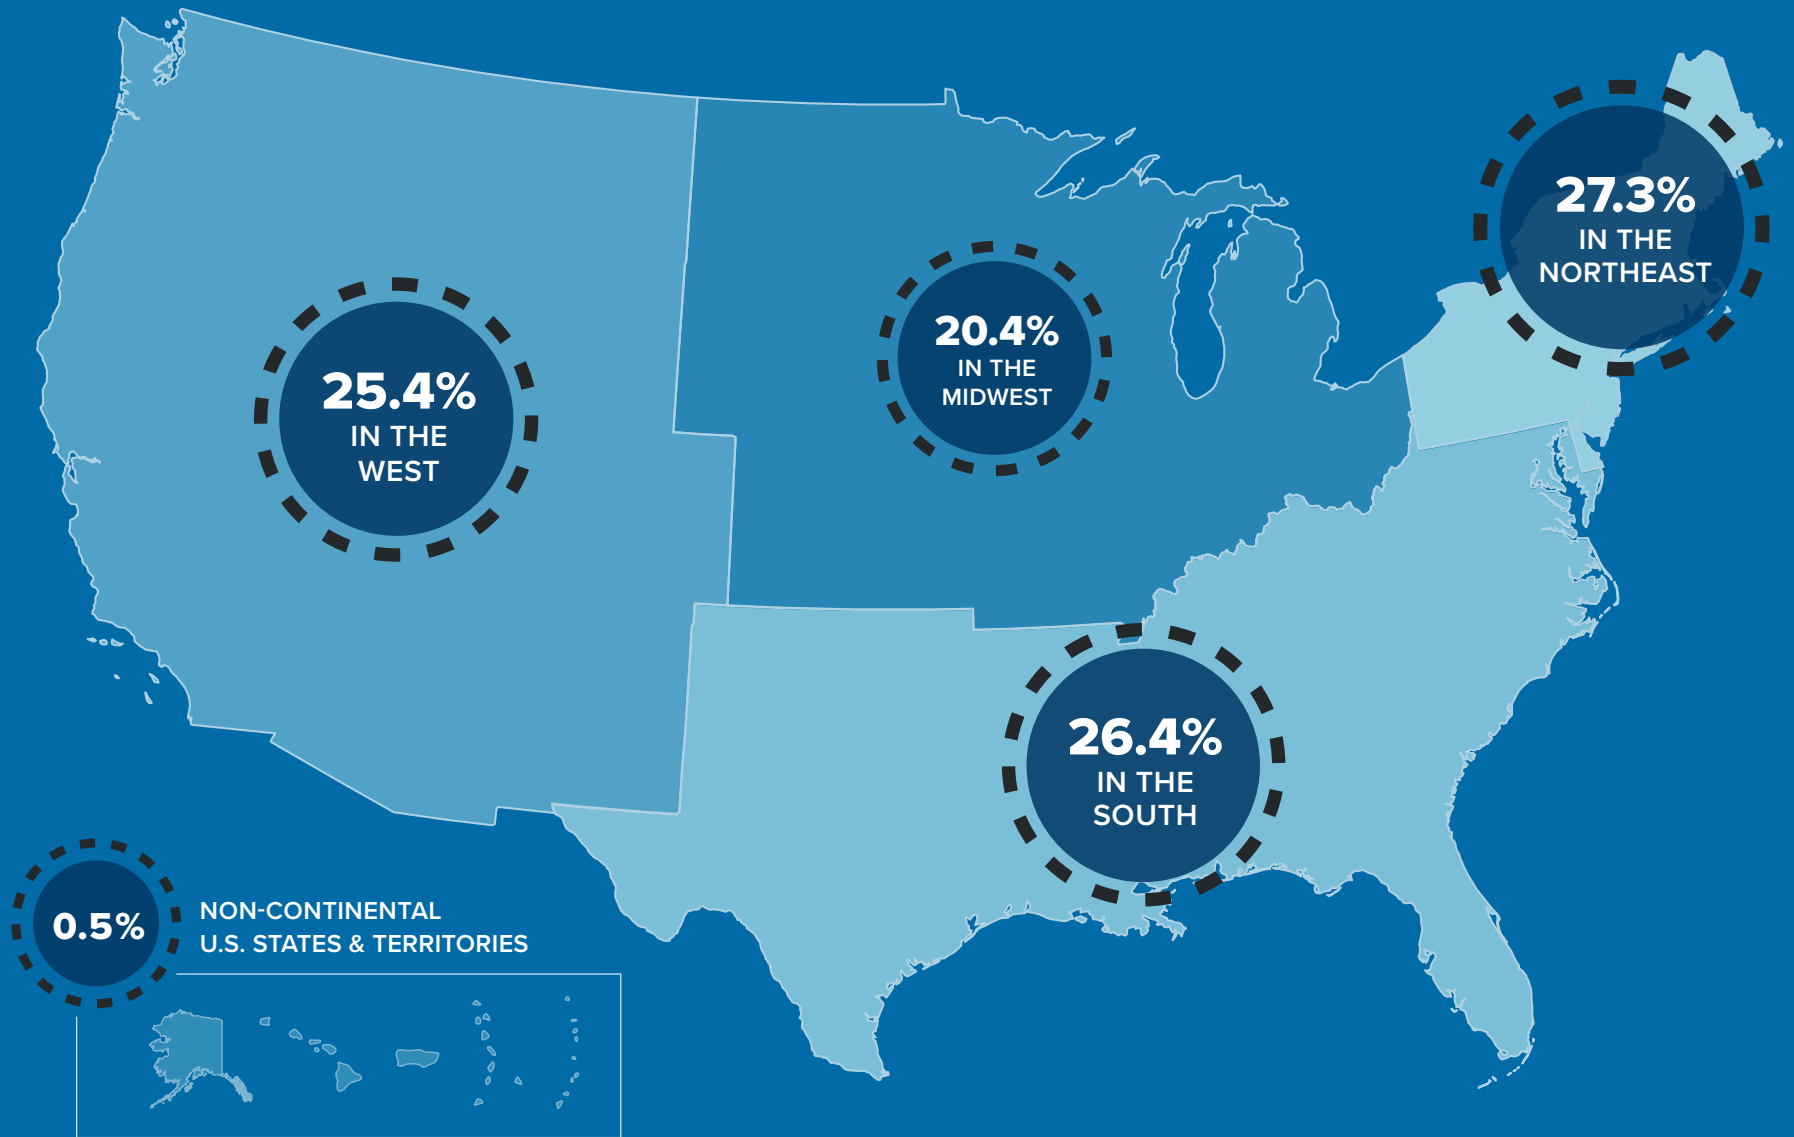 27.3%
IN THE
NORTHEAST
20.4%
IN THE
MIDWEST
25.4%
IN THE
WEST
26.4%
IN THE
SOUTH
0.5%
NON-CONTINENTAL
U.S. STATES & TERRITORIES